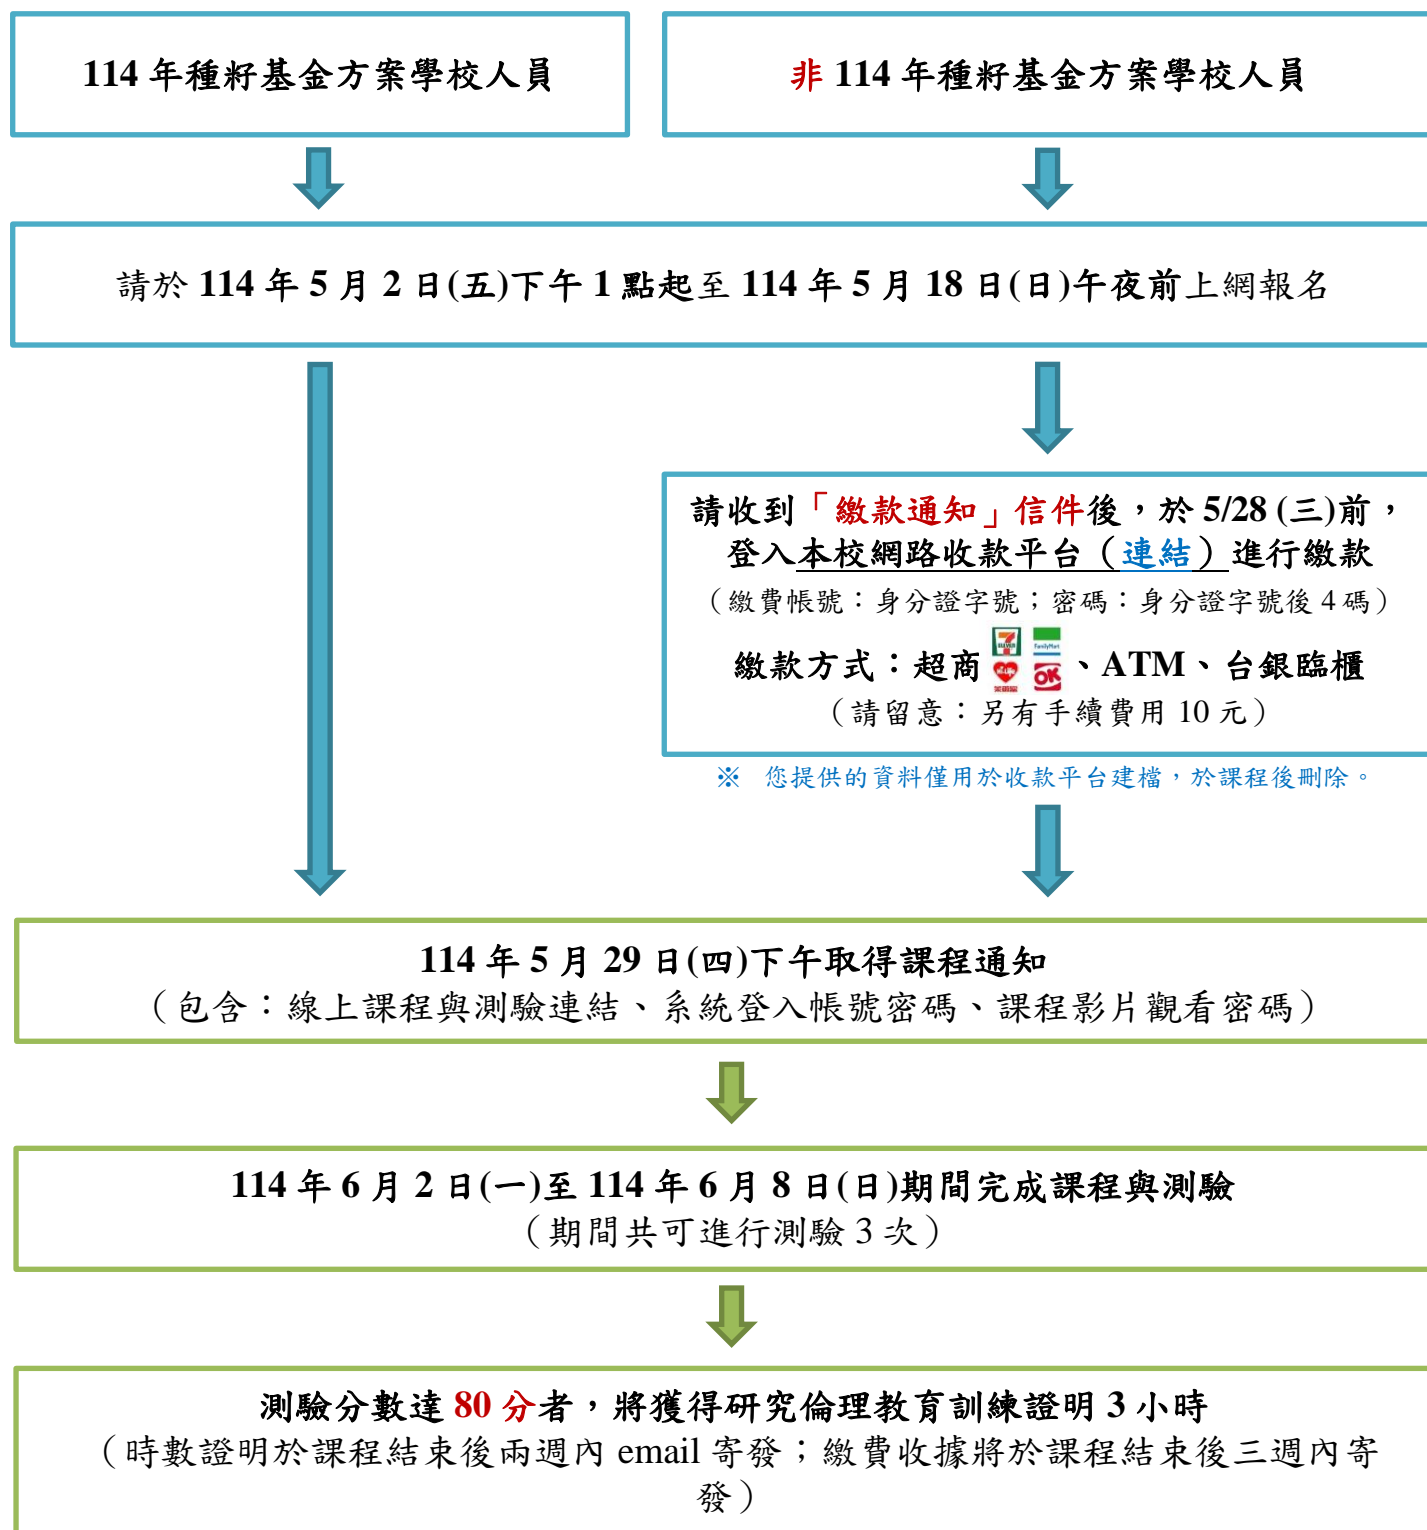 114 年種籽基金方案學校人員
非 114 年種籽基金方案學校人員
請於 114 年 5 月 2 日(五)下午 1 點起至 114 年 5 月 18 日(日)午夜前上網報名
請收到「繳款通知」信件後，於 5/28 (三)前，
登入本校網路收款平台（連結）進行繳款
（繳費帳號：身分證字號；密碼：身分證字號後 4 碼）
繳款方式：超商 7 ELEVEN FamilyMart OK 、ATM、台銀臨櫃
（請留意：另有手續費用 10 元）
※ 您提供的資料僅用於收款平台建檔，於課程後刪除。
114 年 5 月 29 日(四)下午取得課程通知
（包含：線上課程與測驗連結、系統登入帳號密碼、課程影片觀看密碼）
114 年 6 月 2 日(一)至 114 年 6 月 8 日(日)期間完成課程與測驗
（期間共可進行測驗 3 次）
測驗分數達 80 分者，將獲得研究倫理教育訓練證明 3 小時
（時數證明於課程結束後兩週內 email 寄發；繳費收據將於課程結束後三週內寄
發）